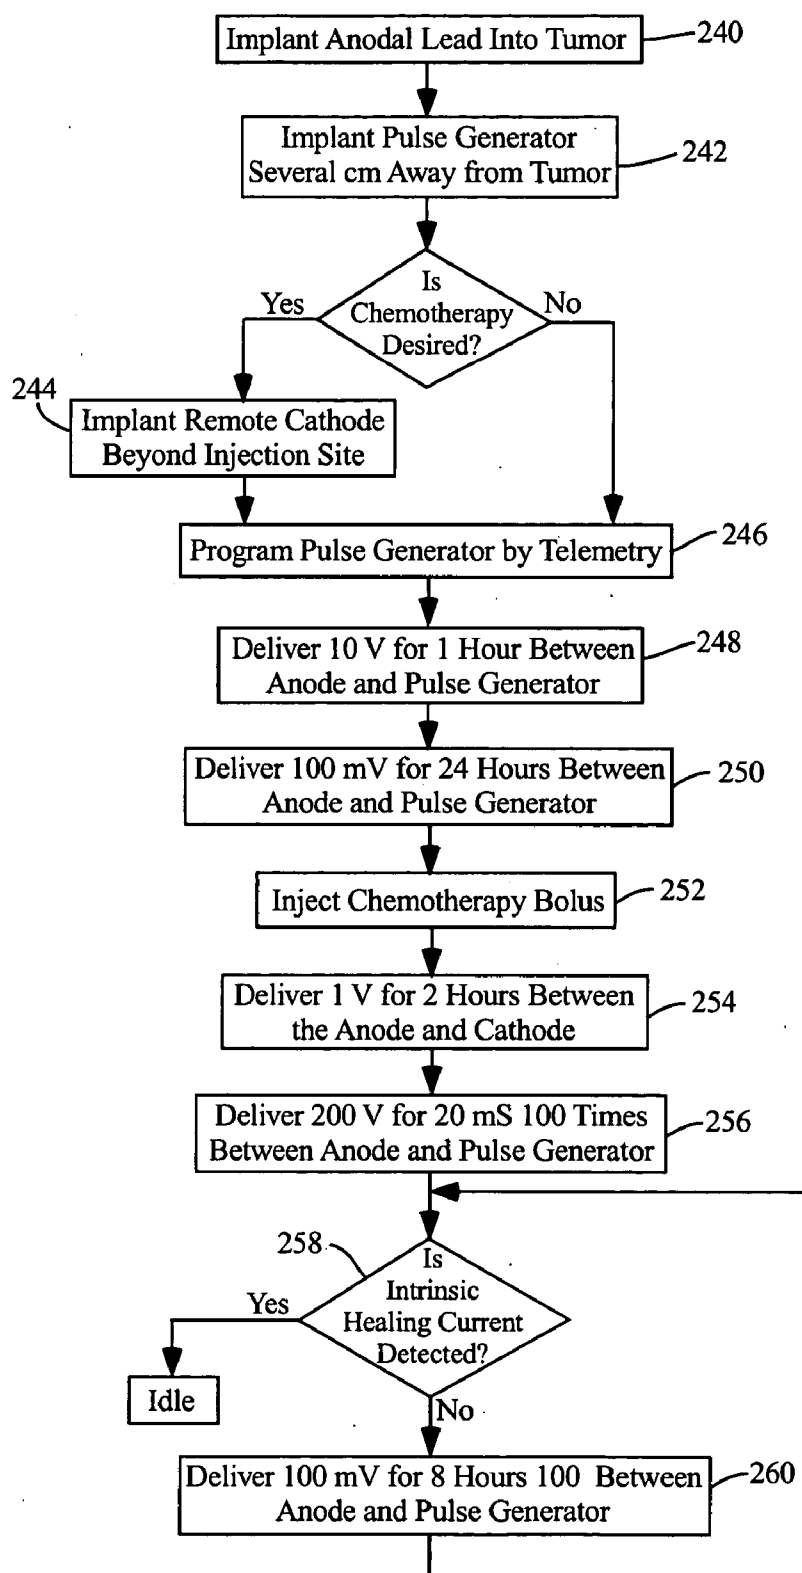 Implant Anodal Lead Into Tumor
240
Implant Pulse Generator
Several cm Away from Tumor
242
Is
Chemotherapy
Desired?
Yes
No
244
Implant Remote Cathode
Beyond Injection Site
Program Pulse Generator by Telemetry
246
Deliver 10 V for 1 Hour Between
Anode and Pulse Generator
248
Deliver 100 mV for 24 Hours Between
Anode and Pulse Generator
250
Inject Chemotherapy Bolus
252
Deliver 1 V for 2 Hours Between
the Anode and Cathode
254
Deliver 200 V for 20 mS 100 Times
Between Anode and Pulse Generator
256
258
Is
Intrinsic
Healing Current
Detected?
Yes
Idle
No
Deliver 100 mV for 8 Hours 100 Between
Anode and Pulse Generator
260